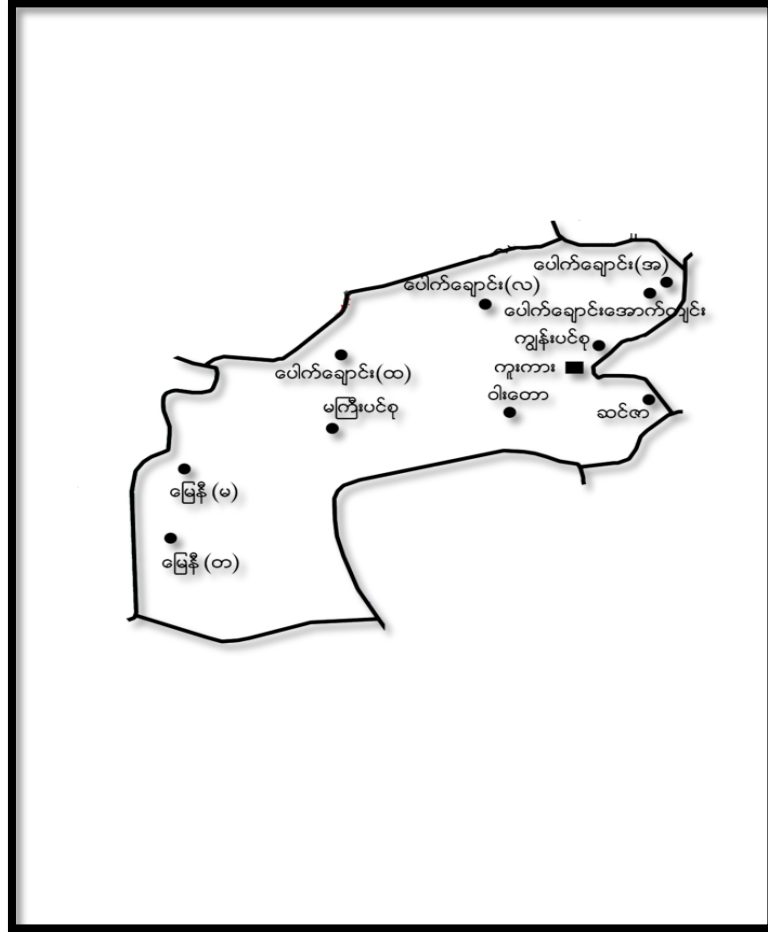 ပေါက်ချောင်း(အ)
ပေါက်ချောင်း(လ)
ပေါက်ချောင်းအောက်ကျင်း
ကျွန်းပင်စု
ကူးကား
ပေါက်ချောင်း(ထ)
ဝါးတော
မကြီးပင်စု
ဆင်ဇာ
မြေနီ (မ)
မြေနီ (တ)